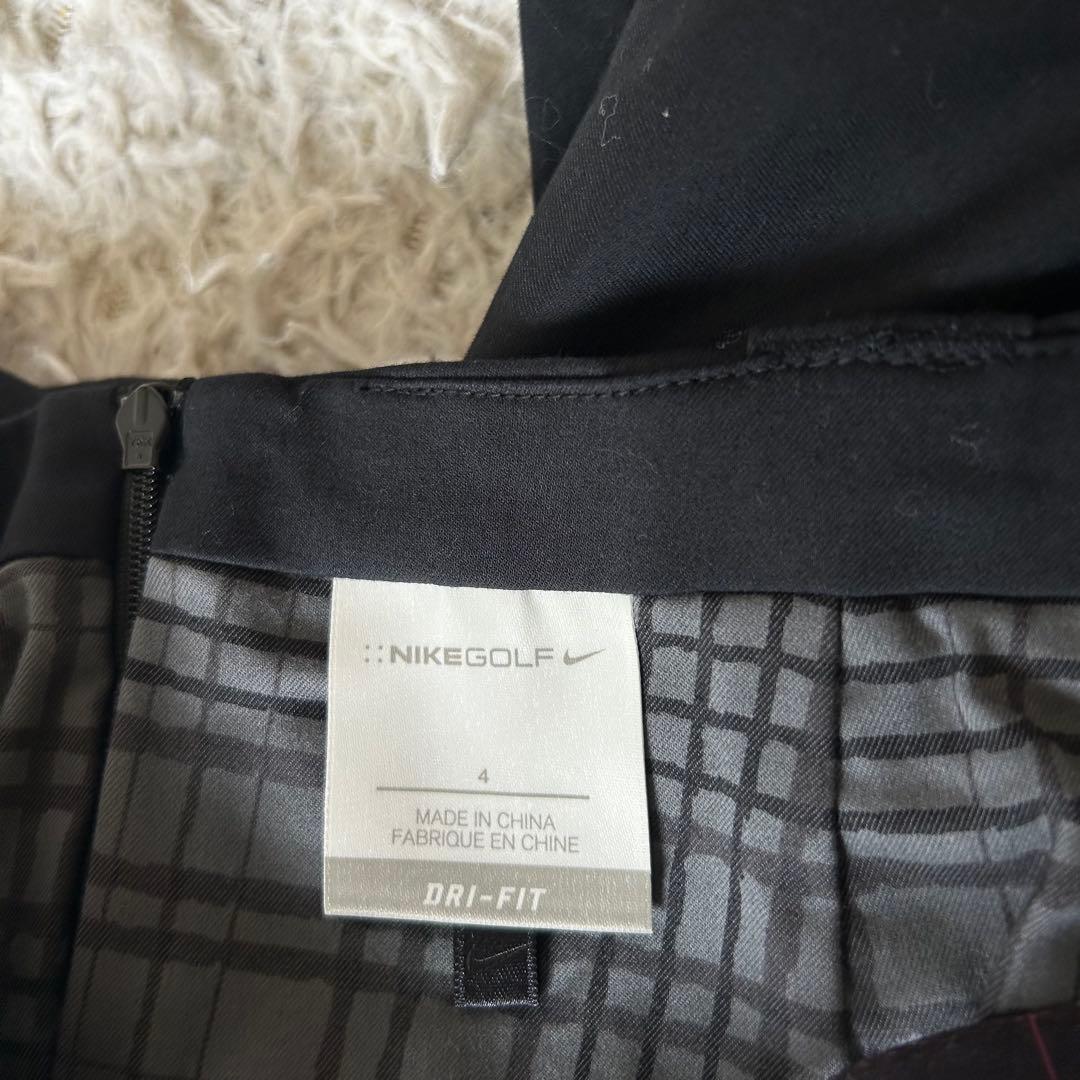 NIKEGOLF
4
MADE IN CHINA
FABRIQUE EN CHINE
DRI-FIT